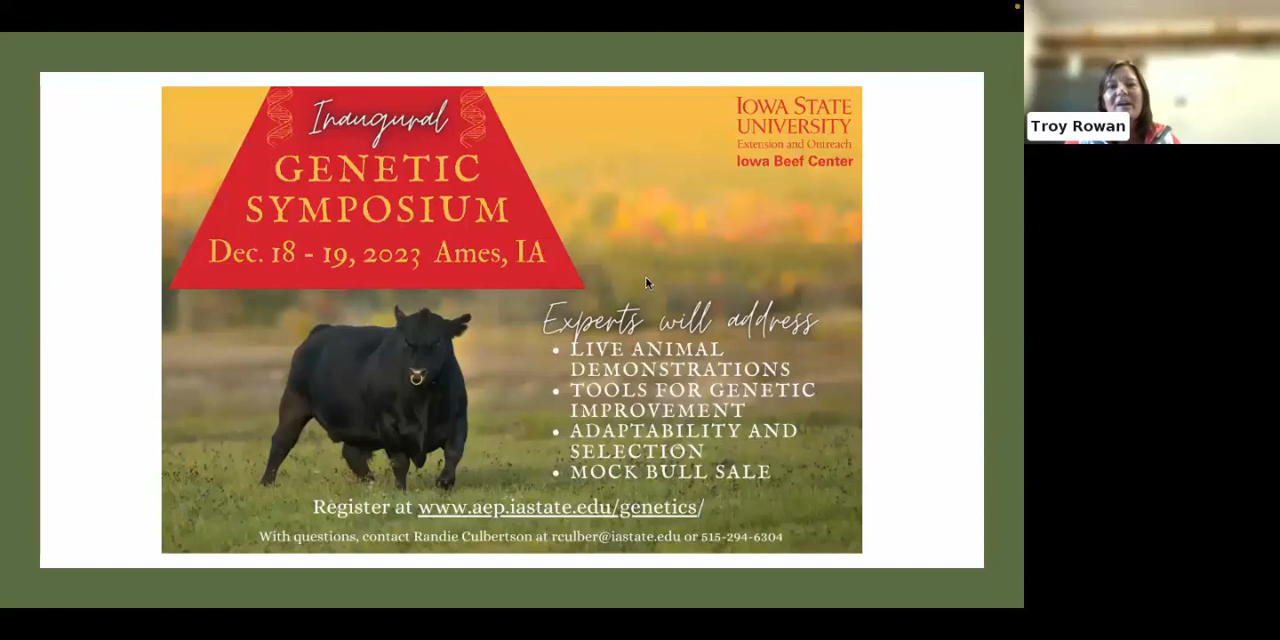 Inaugural
GENETIC
SYMPOSIUM
Dec. 18 - 19, 2023 Ames, IA
IOWA STATE
UNIVERSITY
Extension and Outreach
Iowa Beef Center
Experts will address
• LIVE ANIMAL
DEMONSTRATIONS
• TOOLS FOR GENETIC
IMPROVEMENT
• ADAPTABILITY AND
SELECTION
• MOCK BULL SALE
Register at www.aep.iastate.edu/genetics/
With questions, contact Randie Culbertson at rculber@iastate.edu or 515-294-6304
Troy Rowan